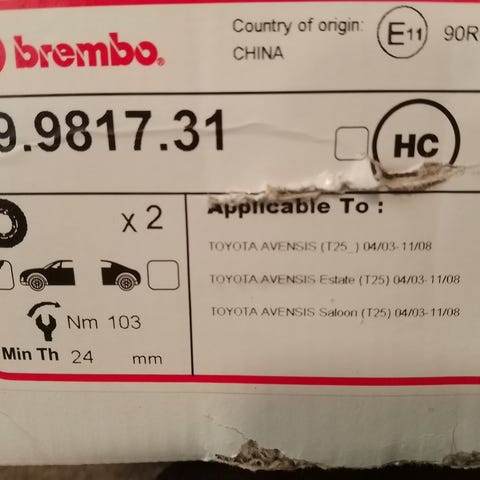 brembo.
Country of origin:
CHINA
E11
90R
9.9817.31
HC
x 2
Applicable To :
TOYOTA AVENSIS (T25_) 04/03-11/08
TOYOTA AVENSIS Estate (T25) 04/03-11/08
TOYOTA AVENSIS Saloon (T25) 04/03-11/08
Nm 103
Min Th 24 mm